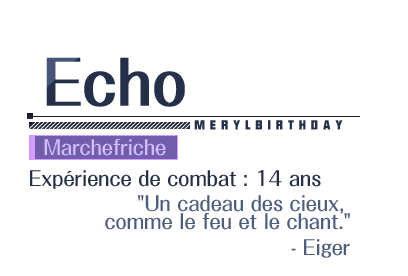 Echo
MERYLBIRTHDAY
Marchefriche
Expérience de combat : 14 ans
"Un cadeau des cieux,
comme le feu et le chant."
- Eiger